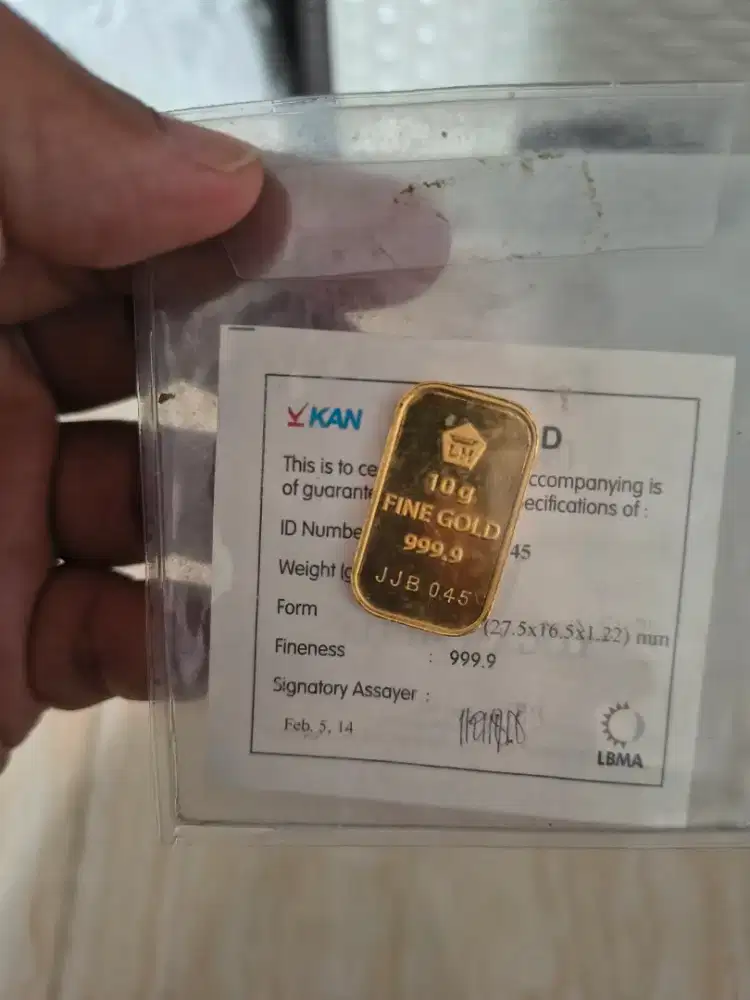 KAN
D
This is to ce
ccompanying is
of guarant
ecifications of :
ID Numbe
45
Weight (g
Form
(27.5x16.5x1.22) mm
Fineness : 999.9
Signatory Assayer :
Feb. 5, 14
LBMA
LM
10 g
FINE GOLD
999.9
JJB 045